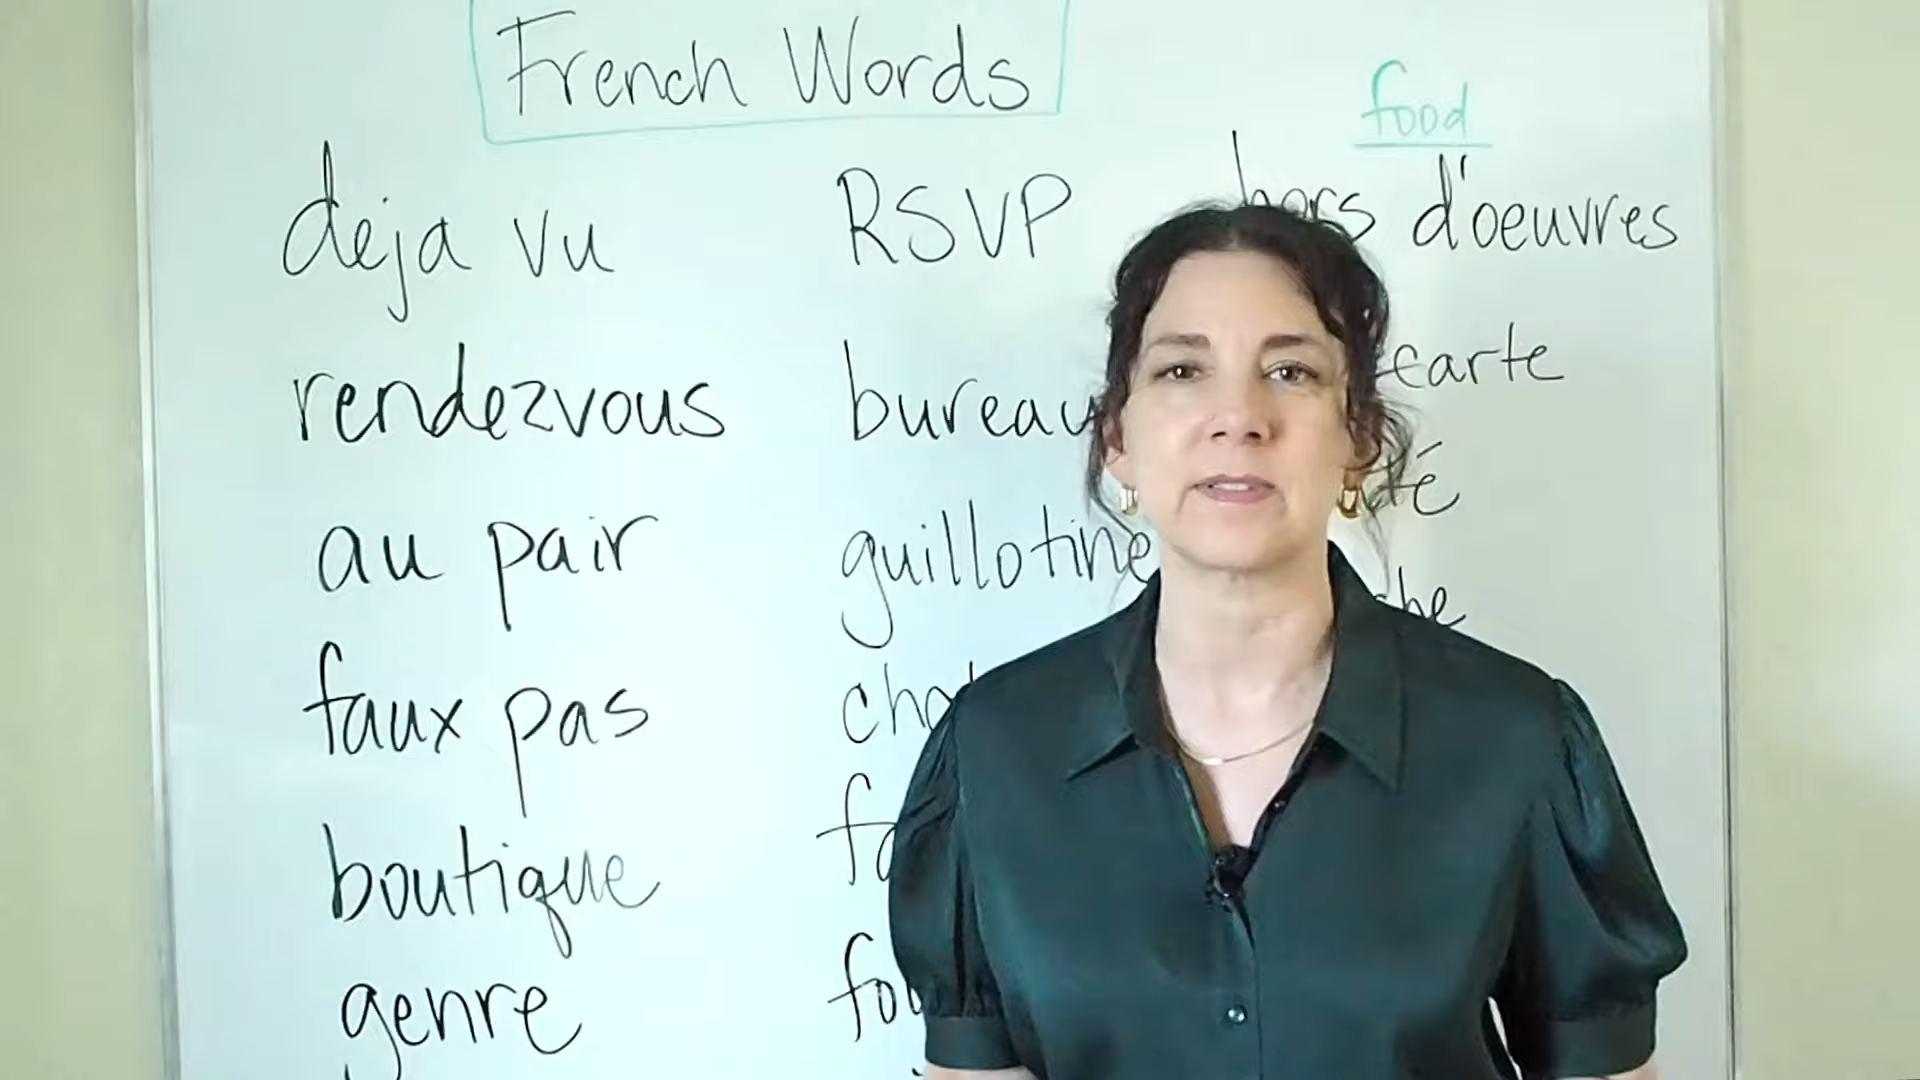 French Words
deja vu
rendezvous
au pair
faux pas
boutique
genre
RSVP
bureau
guillotine
food
hors d'oeuvres
carte